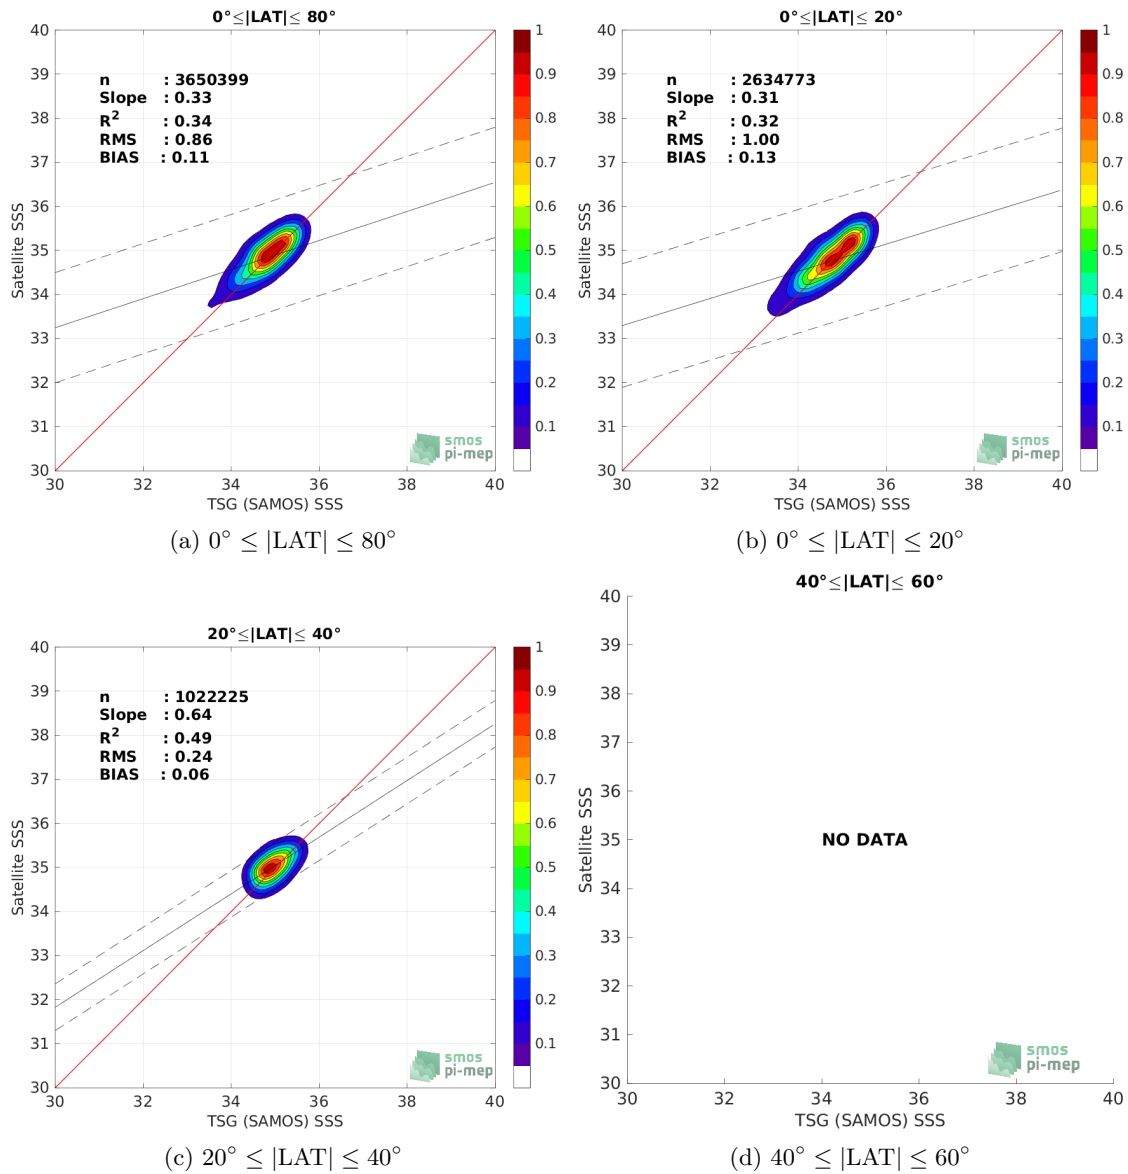 0°≤|LAT|≤ 80°
40
39
38
37
36
35
34
33
32
31
30
Satellite SSS
n : 3650399
Slope : 0.33
R² : 0.34
RMS : 0.86
BIAS : 0.11
smos
pi-mep
30 32 34 36 38 40
TSG (SAMOS) SSS
1
0.9
0.8
0.7
0.6
0.5
0.4
0.3
0.2
0.1
(a) 0° ≤ |LAT| ≤ 80°
0°≤|LAT|≤ 20°
40
39
38
37
36
35
34
33
32
31
30
Satellite SSS
n : 2634773
Slope : 0.31
R² : 0.32
RMS : 1.00
BIAS : 0.13
smos
pi-mep
30 32 34 36 38 40
TSG (SAMOS) SSS
1
0.9
0.8
0.7
0.6
0.5
0.4
0.3
0.2
0.1
(b) 0° ≤ |LAT| ≤ 20°
20°≤|LAT|≤ 40°
40
39
38
37
36
35
34
33
32
31
30
Satellite SSS
n : 1022225
Slope : 0.64
R² : 0.49
RMS : 0.24
BIAS : 0.06
smos
pi-mep
30 32 34 36 38 40
TSG (SAMOS) SSS
1
0.9
0.8
0.7
0.6
0.5
0.4
0.3
0.2
0.1
(c) 20° ≤ |LAT| ≤ 40°
40°≤|LAT|≤ 60°
40
39
38
37
36
35
34
33
32
31
30
Satellite SSS
NO DATA
smos
pi-mep
30 32 34 36 38 40
TSG (SAMOS) SSS
(d) 40° ≤ |LAT| ≤ 60°